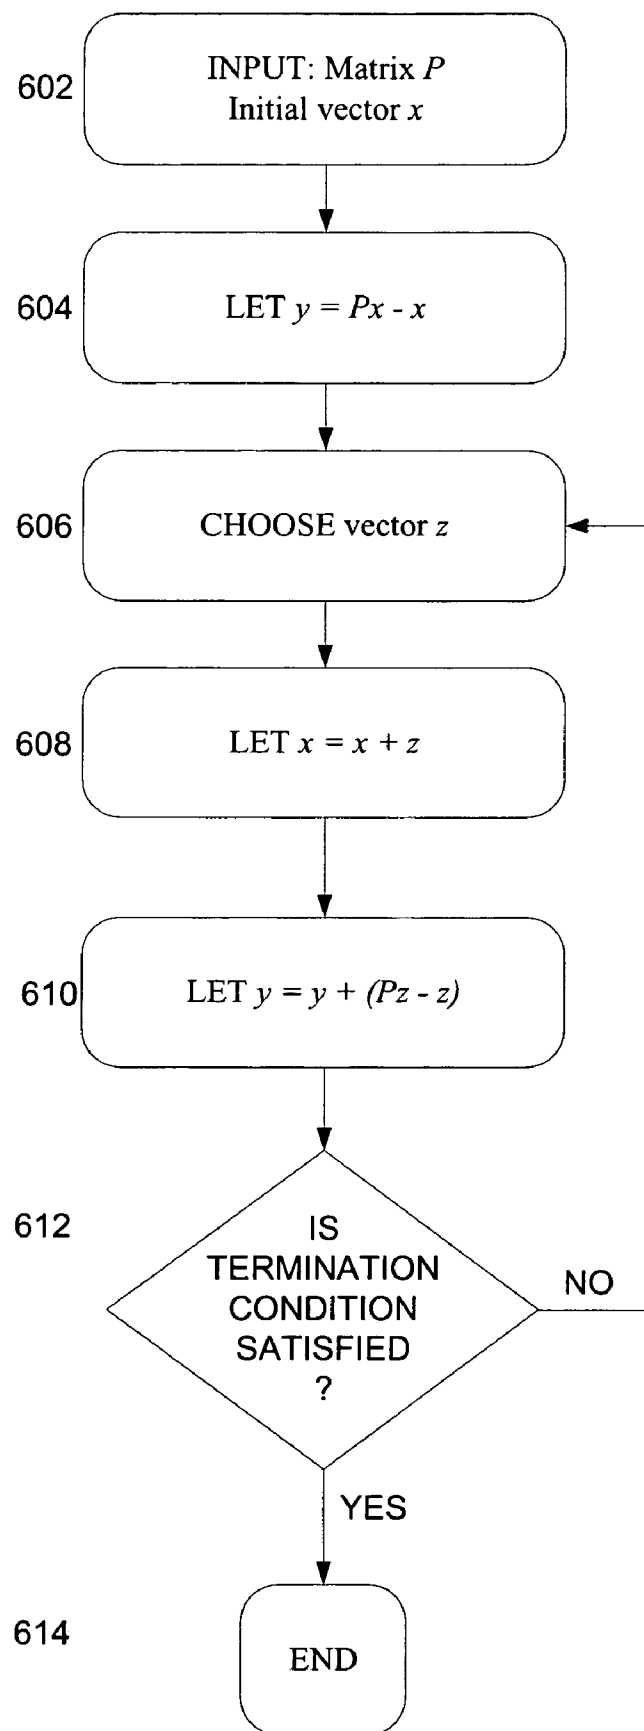 602
INPUT: Matrix P
Initial vector x
604
LET y = Px - x
606
CHOOSE vector z
608
LET x = x + z
610
LET y = y + (Pz - z)
612
IS
TERMINATION
CONDITION
SATISFIED
?
NO
YES
614
END